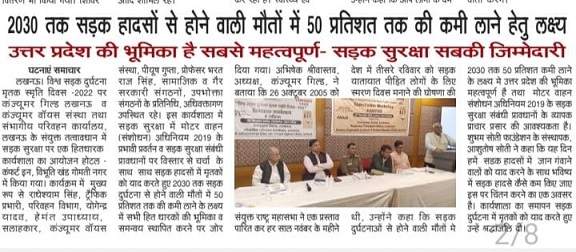 2030 तक सड़क हादसों से होने वाली मौतों में 50 प्रतिशत तक की कमी लाने हेतु लक्ष्य
उत्तर प्रदेश की भूमिका है सबसे महत्वपूर्ण- सड़क सुरक्षा सबकी जिम्मेदारी
घटनाएं समाचार
लखनऊ। विश्व सड़क दुर्घटना
मृतक स्मृति दिवस -2022 पर
कंज्यूमर गिल्ड लखनऊ व
कंज्यूमर वॉयस संस्था तथा
संभागीय परिवहन कार्यालय,
लखनऊ के संयुक्त तत्वाधान में
सड़क सुरक्षा पर एक हितधारक
कार्यशाला का आयोजन होटल -
कंफर्ट इन, विभूति खंड गोमती नगर
में किया गया। कार्यक्रम में मुख्य
रूप से राधेश्याम सिंह, ट्रैफिक
प्रभारी, परिवहन विभाग, योगेन्द्र
यादव, हेमंत उपाध्याय,
सलाहकार, कंज्यूमर वॉयस
संस्था, पीयूष गुप्ता, प्रोफेसर भरत
राज सिंह, सामाजिक व गैर
सरकारी संगठनों, उपभोक्ता
संगठनों के प्रतिनिधि, अधिवक्तागण
उपस्थित रहे। इस कार्यशाला में
सड़क सुरक्षा में मोटर वाहन
(संशोधन) अधिनियम 2019 के
प्रभावी प्रवर्तन व सड़क सुरक्षा संबंधी
प्रावधानों पर विस्तार से चर्चा के
साथ साथ सड़क हादसों में मृतकों
को याद करते हुए 2030 तक सड़क
दुर्घटना से होने वाली मौतों में 50
प्रतिशत तक की कमी लाने के लक्ष्य
में सभी हित धारकों की भूमिका व
समन्वय स्थापित करने पर जोर
दिया गया। अभिषेक श्रीवास्तव,
अध्यक्ष, कंज्यूमर गिल्ड, ने
बताया कि 26 अक्टूबर 2005 को
संयुक्त राष्ट्र महासभा ने एक प्रस्ताव
पारित कर हर साल नवंबर के महीने
में देश में तीसरे रविवार को सड़क
यातायात पीड़ित लोगों के लिए
स्मरण दिवस मनाने की घोषणा की
थी, उन्होंने कहा कि सड़क
दुर्घटनाओं से होने वाली मौतों मे
2030 तक 50 प्रतिशत कमी लाने
के लक्ष्य मे उत्तर प्रदेश की भूमिका
महत्वपूर्ण है तथा मोटर वाहन
संशोधन अधिनियम 2019 के सड़क
सुरक्षा संबंधी प्रावधानों के व्यापक
प्रचार प्रसार की आवश्यकता है।
शुभम सोती फाउंडेशन के संस्थापक,
आशुतोष सोती ने कहा कि यह दिन
हमें सड़क हादसों में जान गंवाने
वालों को याद करने के साथ भविष्य
में सड़क हादसे कैसे कम किए जाए
इस पर चिंतन करने का एक अवसर
है। कार्यशाला का समापन सड़क
दुर्घटना में मृतकों को याद करते हुए
उन्हे श्रद्धांजलि दी।
2/8